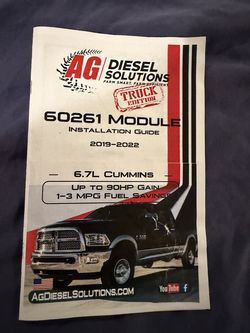 AG DIESEL
SOLUTIONS
FARM SMART. FARM EFFICIENT.
TRUCK
EDITION
60261 MODULE
INSTALLATION GUIDE
2019-2022
6.7L CUMMINS
UP TO 90HP GAIN
1-3 MPG FUEL SAVINGS
AGDIESELSOLUTIONS.COM
YouTube f